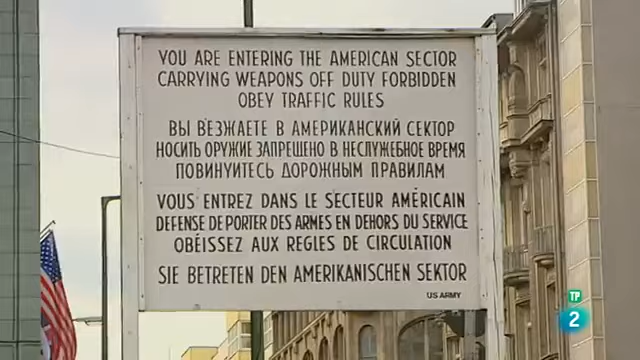 YOU ARE ENTERING THE AMERICAN SECTOR
CARRYING WEAPONS OFF DUTY FORBIDDEN
OBEY TRAFFIC RULES
ВЫ ВЪЕЗЖАЕТЕ В АМЕРИКАНСКИЙ СЕКТОР
НОСИТЬ ОРУЖИЕ ЗАПРЕЩЕНО В НЕСЛУЖЕБНОЕ ВРЕМЯ
ПОВИНУИТЕСЬ ДОРОЖНЫМ ПРАВИЛАМ
VOUS ENTREZ DANS LE SECTEUR AMÉRICAIN
DEFENSE DE PORTER DES ARMES EN DEHORS DU SERVICE
OBÉISSEZ AUX REGLES DE CIRCULATION
SIE BETRETEN DEN AMERIKANISCHEN SEKTOR
US ARMY
TP
2